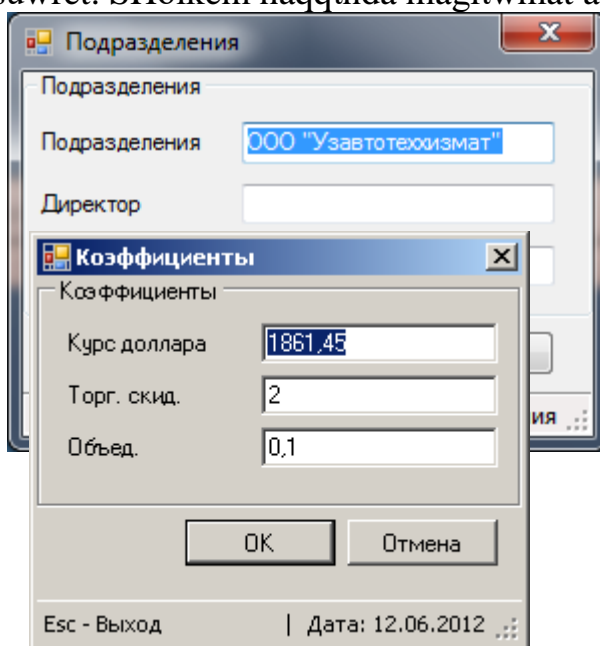 Подразделения
Подразделения
Подразделения ООО "Узавтотеххизмат"
Директор
Коэффициенты
Коэффициенты
Курс доллара 1861,45
Торг. скид. 2
Объед. 0,1
OK Отмена
Esc - Выход | Дата: 12.06.2012